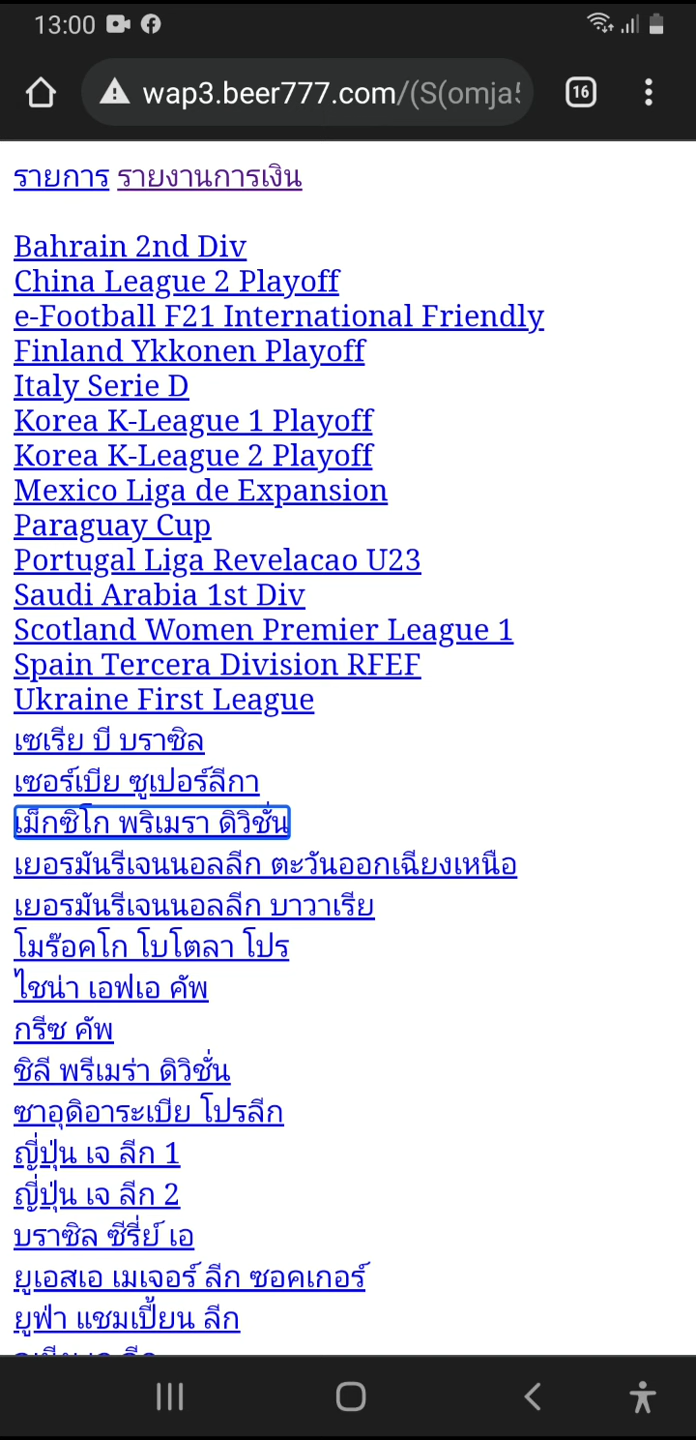 13:00
wap3.beer777.com/(S(omja5
16
รายการ รายงานการเงิน
Bahrain 2nd Div
China League 2 Playoff
e-Football F21 International Friendly
Finland Ykkonen Playoff
Italy Serie D
Korea K-League 1 Playoff
Korea K-League 2 Playoff
Mexico Liga de Expansion
Paraguay Cup
Portugal Liga Revelacao U23
Saudi Arabia 1st Div
Scotland Women Premier League 1
Spain Tercera Division RFEF
Ukraine First League
เซเรีย บี บราซิล
เซอร์เบีย ซูเปอร์ลีกา
เม็กซิโก พริเมรา ดิวิชั่น
เยอรมันรีเจนนอลลีก ตะวันออกเฉียงเหนือ
เยอรมันรีเจนนอลลีก บาวาเรีย
โมร๊อคโก โบโตลา โปร
ไชน่า เอฟเอ คัพ
กรีซ คัพ
ชิลี พรีเมร่า ดิวิชั่น
ซาอุดิอาระเบีย โปรลีก
ญี่ปุ่น เจ ลีก 1
ญี่ปุ่น เจ ลีก 2
บราซิล ซีรี่ย์ เอ
ยูเอสเอ เมเจอร์ ลีก ซอคเกอร์
ยูฟ่า แชมเปี้ยน ลีก